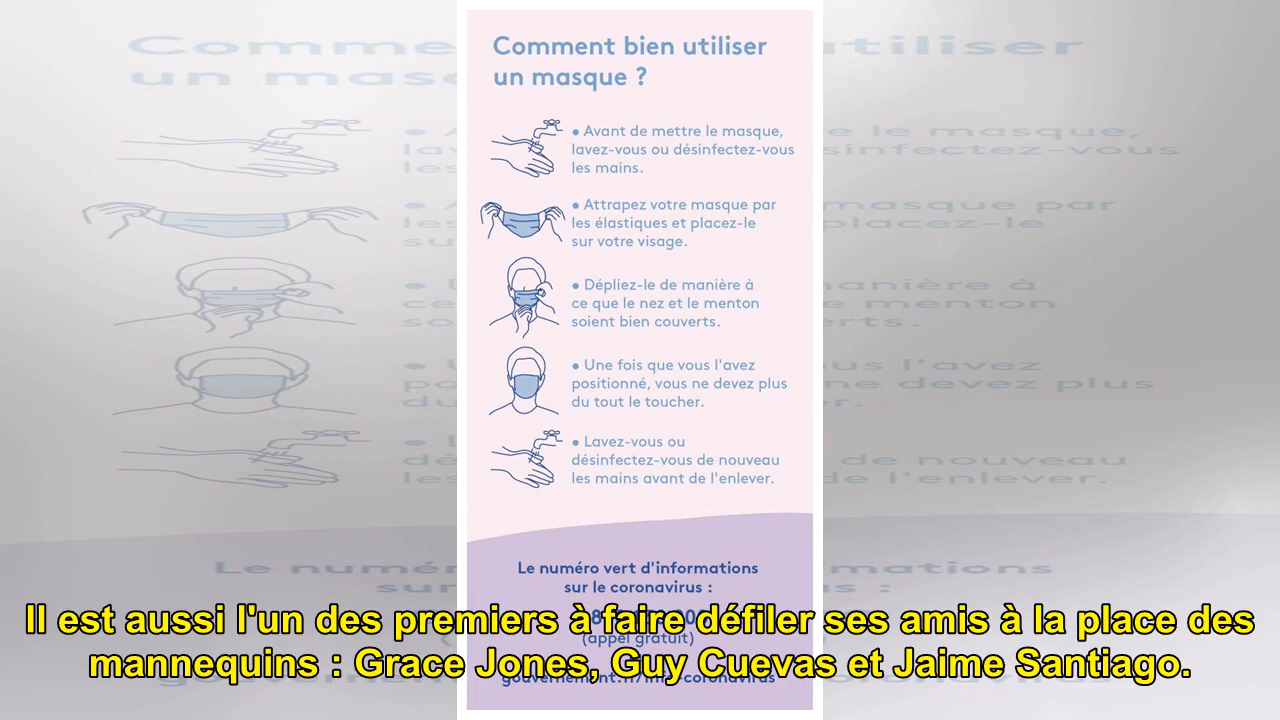 Comment bien utiliser
un masque ?
• Avant de mettre le masque,
lavez-vous ou désinfectez-vous
les mains.
• Attrapez votre masque par
les élastiques et placez-le
sur votre visage.
• Dépliez-le de manière à
ce que le nez et le menton
soient bien couverts.
• Une fois que vous l'avez
positionné, vous ne devez plus
du tout le toucher.
• Lavez-vous ou
désinfectez-vous de nouveau
les mains avant de l'enlever.
Le numéro vert d'informations
sur le coronavirus :
(appel gratuit)
Il est aussi l'un des premiers à faire défiler ses amis à la place des
mannequins : Grace Jones, Guy Cuevas et Jaime Santiago.